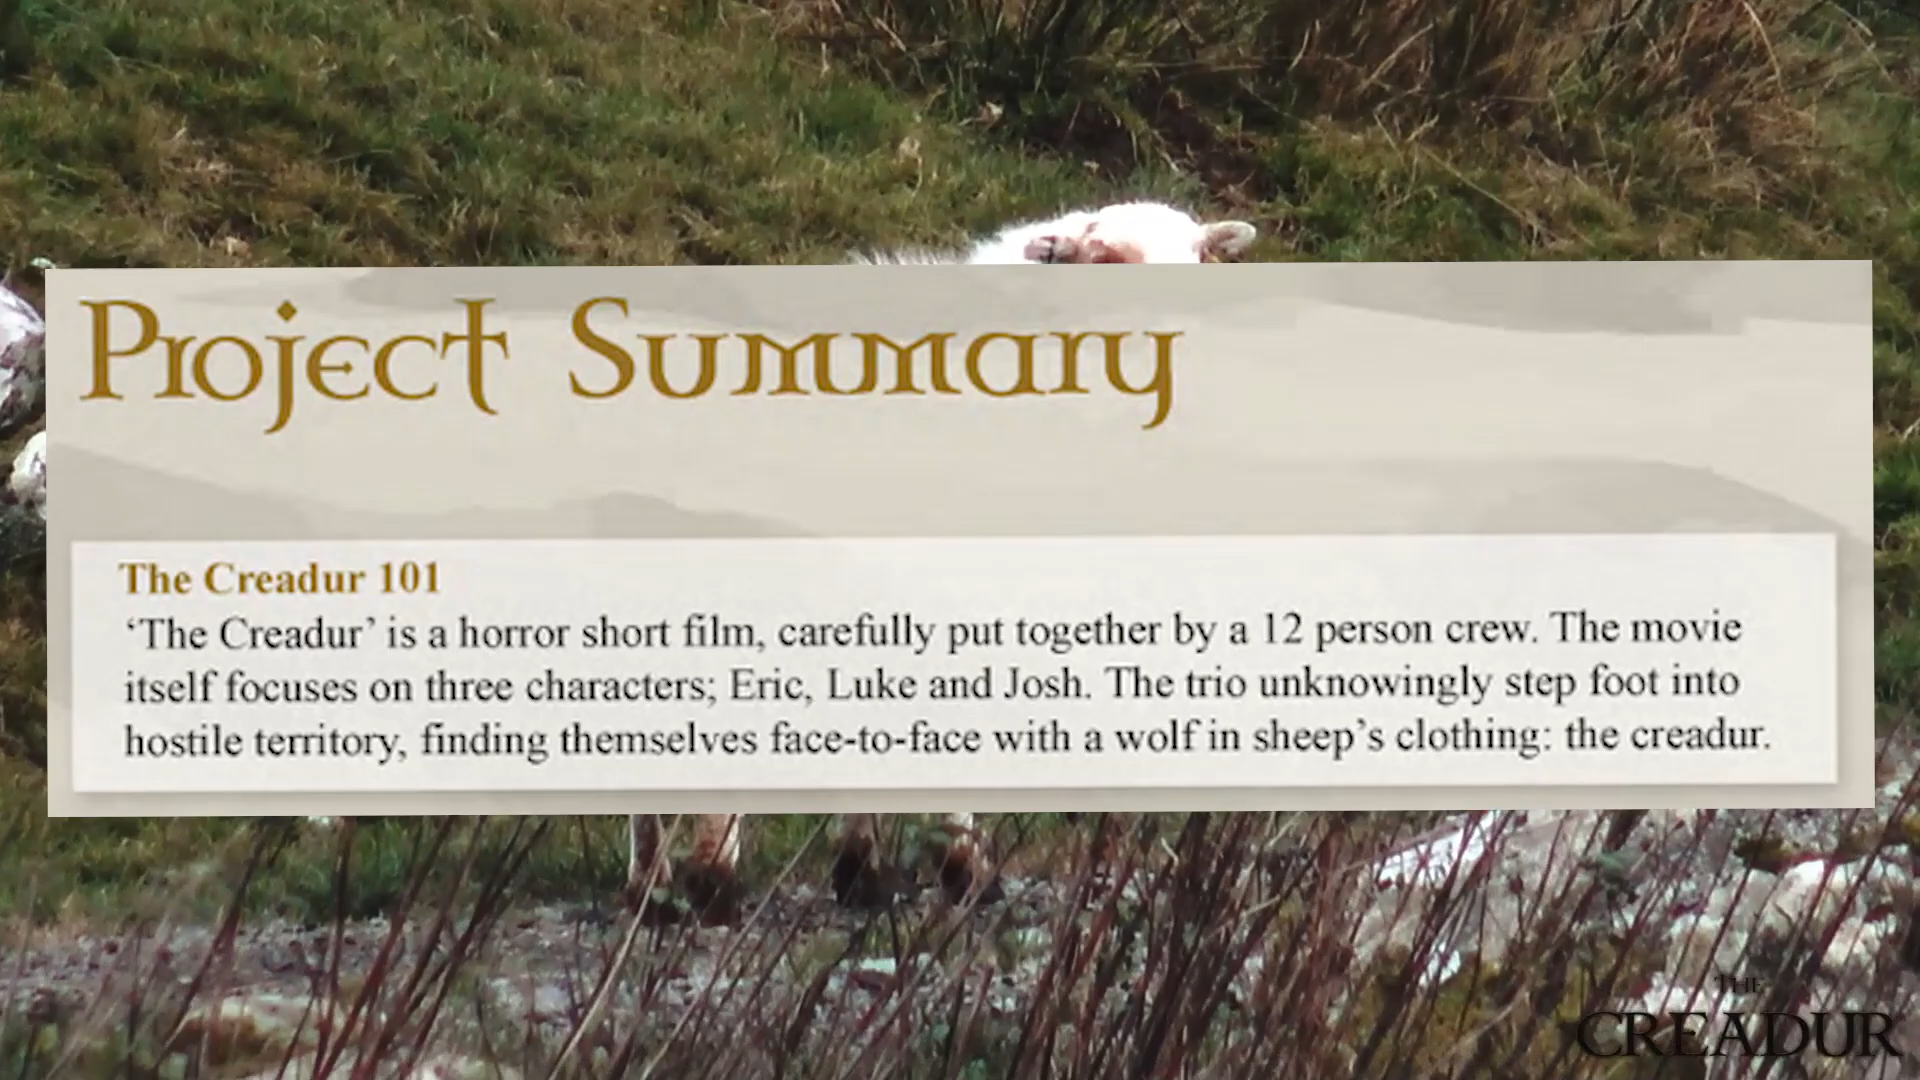 Project Summary
The Creadur 101
‘The Creadur’ is a horror short film, carefully put together by a 12 person crew. The movie
itself focuses on three characters; Eric, Luke and Josh. The trio unknowingly step foot into
hostile territory, finding themselves face-to-face with a wolf in sheep’s clothing: the creadur.
THE
CREADUR